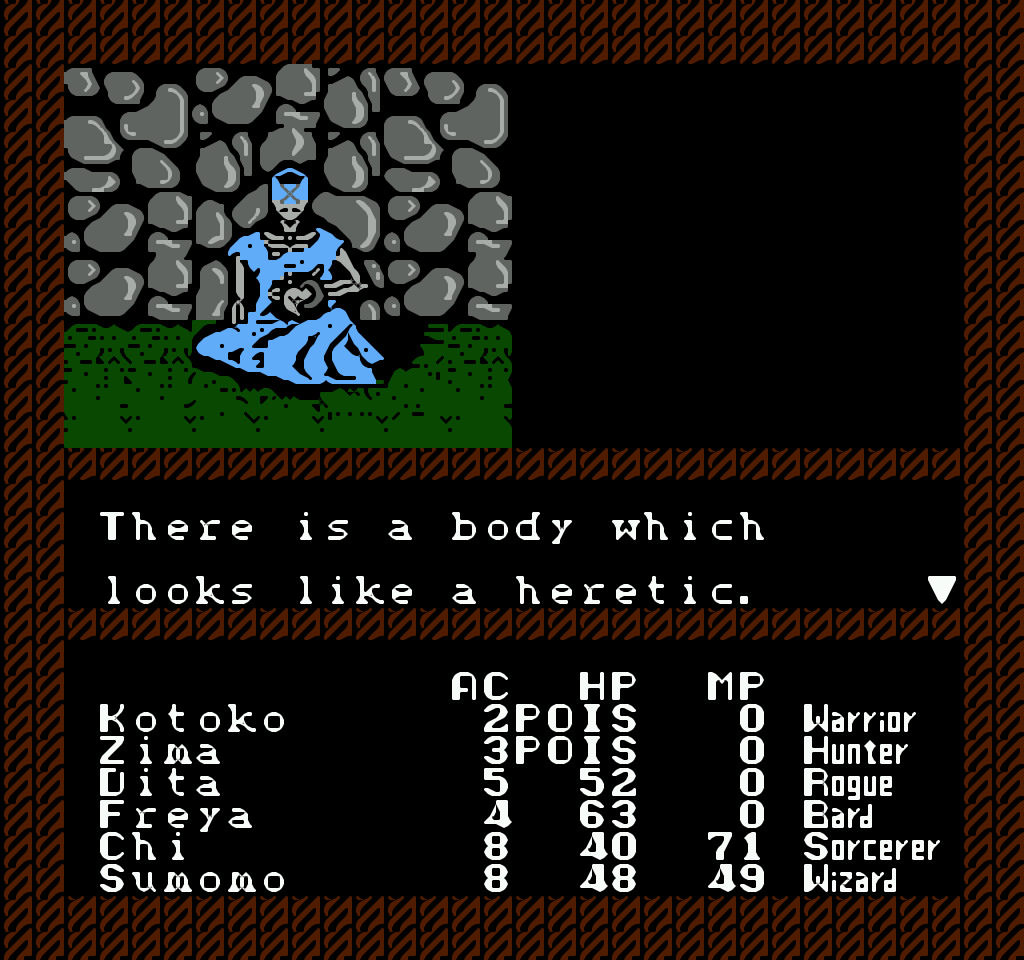 There is a body which
looks like a heretic.
AC HP MP
Kotoko 2POIS 0 Warrior
Zima 3POIS 0 Hunter
Dita 5 52 0 Rogue
Freya 4 63 0 Bard
Chi 8 40 71 Sorcerer
Sumomo 8 48 49 Wizard